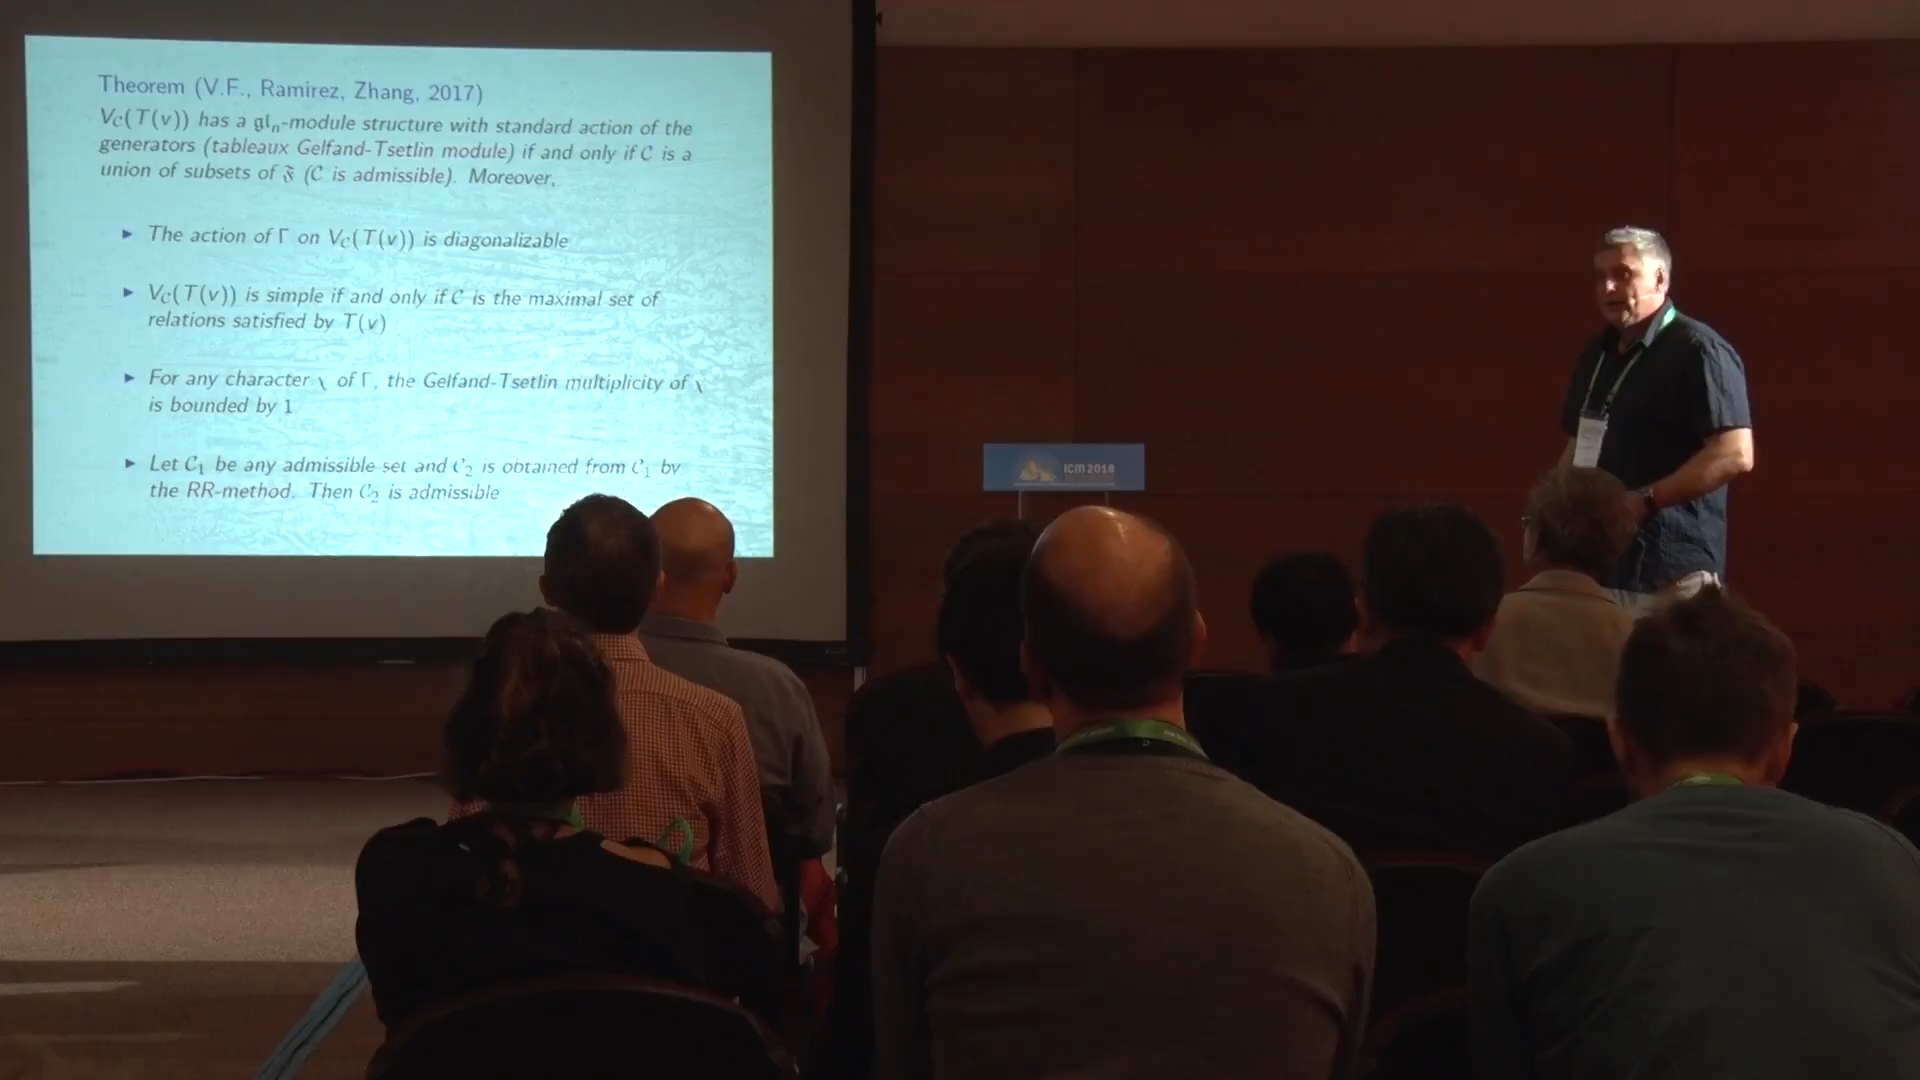 Theorem (V.F., Ramirez, Zhang, 2017)
V𝒞(T(v)) has a 𝔤𝔩ₙ-module structure with standard action of the
generators (tableaux Gelfand-Tsetlin module) if and only if 𝒞 is a
union of subsets of 𝔉 (𝒞 is admissible). Moreover,
▶ The action of Γ on V𝒞(T(v)) is diagonalizable
▶ V𝒞(T(v)) is simple if and only if 𝒞 is the maximal set of
relations satisfied by T(v)
▶ For any character χ of Γ, the Gelfand-Tsetlin multiplicity of χ
is bounded by 1
▶ Let 𝒞₁ be any admissible set and 𝒞₂ is obtained from 𝒞₁ by
the RR-method. Then 𝒞₂ is admissible
ICM 2018